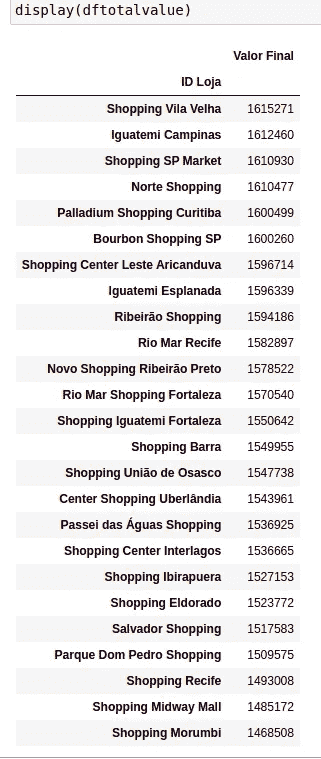 display(dftotalvalue)
Valor Final
ID Loja
Shopping Vila Velha 1615271
Iguatemi Campinas 1612460
Shopping SP Market 1610930
Norte Shopping 1610477
Palladium Shopping Curitiba 1600499
Bourbon Shopping SP 1600260
Shopping Center Leste Aricanduva 1596714
Iguatemi Esplanada 1596339
Ribeirão Shopping 1594186
Rio Mar Recife 1582897
Novo Shopping Ribeirão Preto 1578522
Rio Mar Shopping Fortaleza 1570540
Shopping Iguatemi Fortaleza 1550642
Shopping Barra 1549955
Shopping União de Osasco 1547738
Center Shopping Uberlândia 1543961
Passei das Águas Shopping 1536925
Shopping Center Interlagos 1536665
Shopping Ibirapuera 1527153
Shopping Eldorado 1523772
Salvador Shopping 1517583
Parque Dom Pedro Shopping 1509575
Shopping Recife 1493008
Shopping Midway Mall 1485172
Shopping Morumbi 1468508